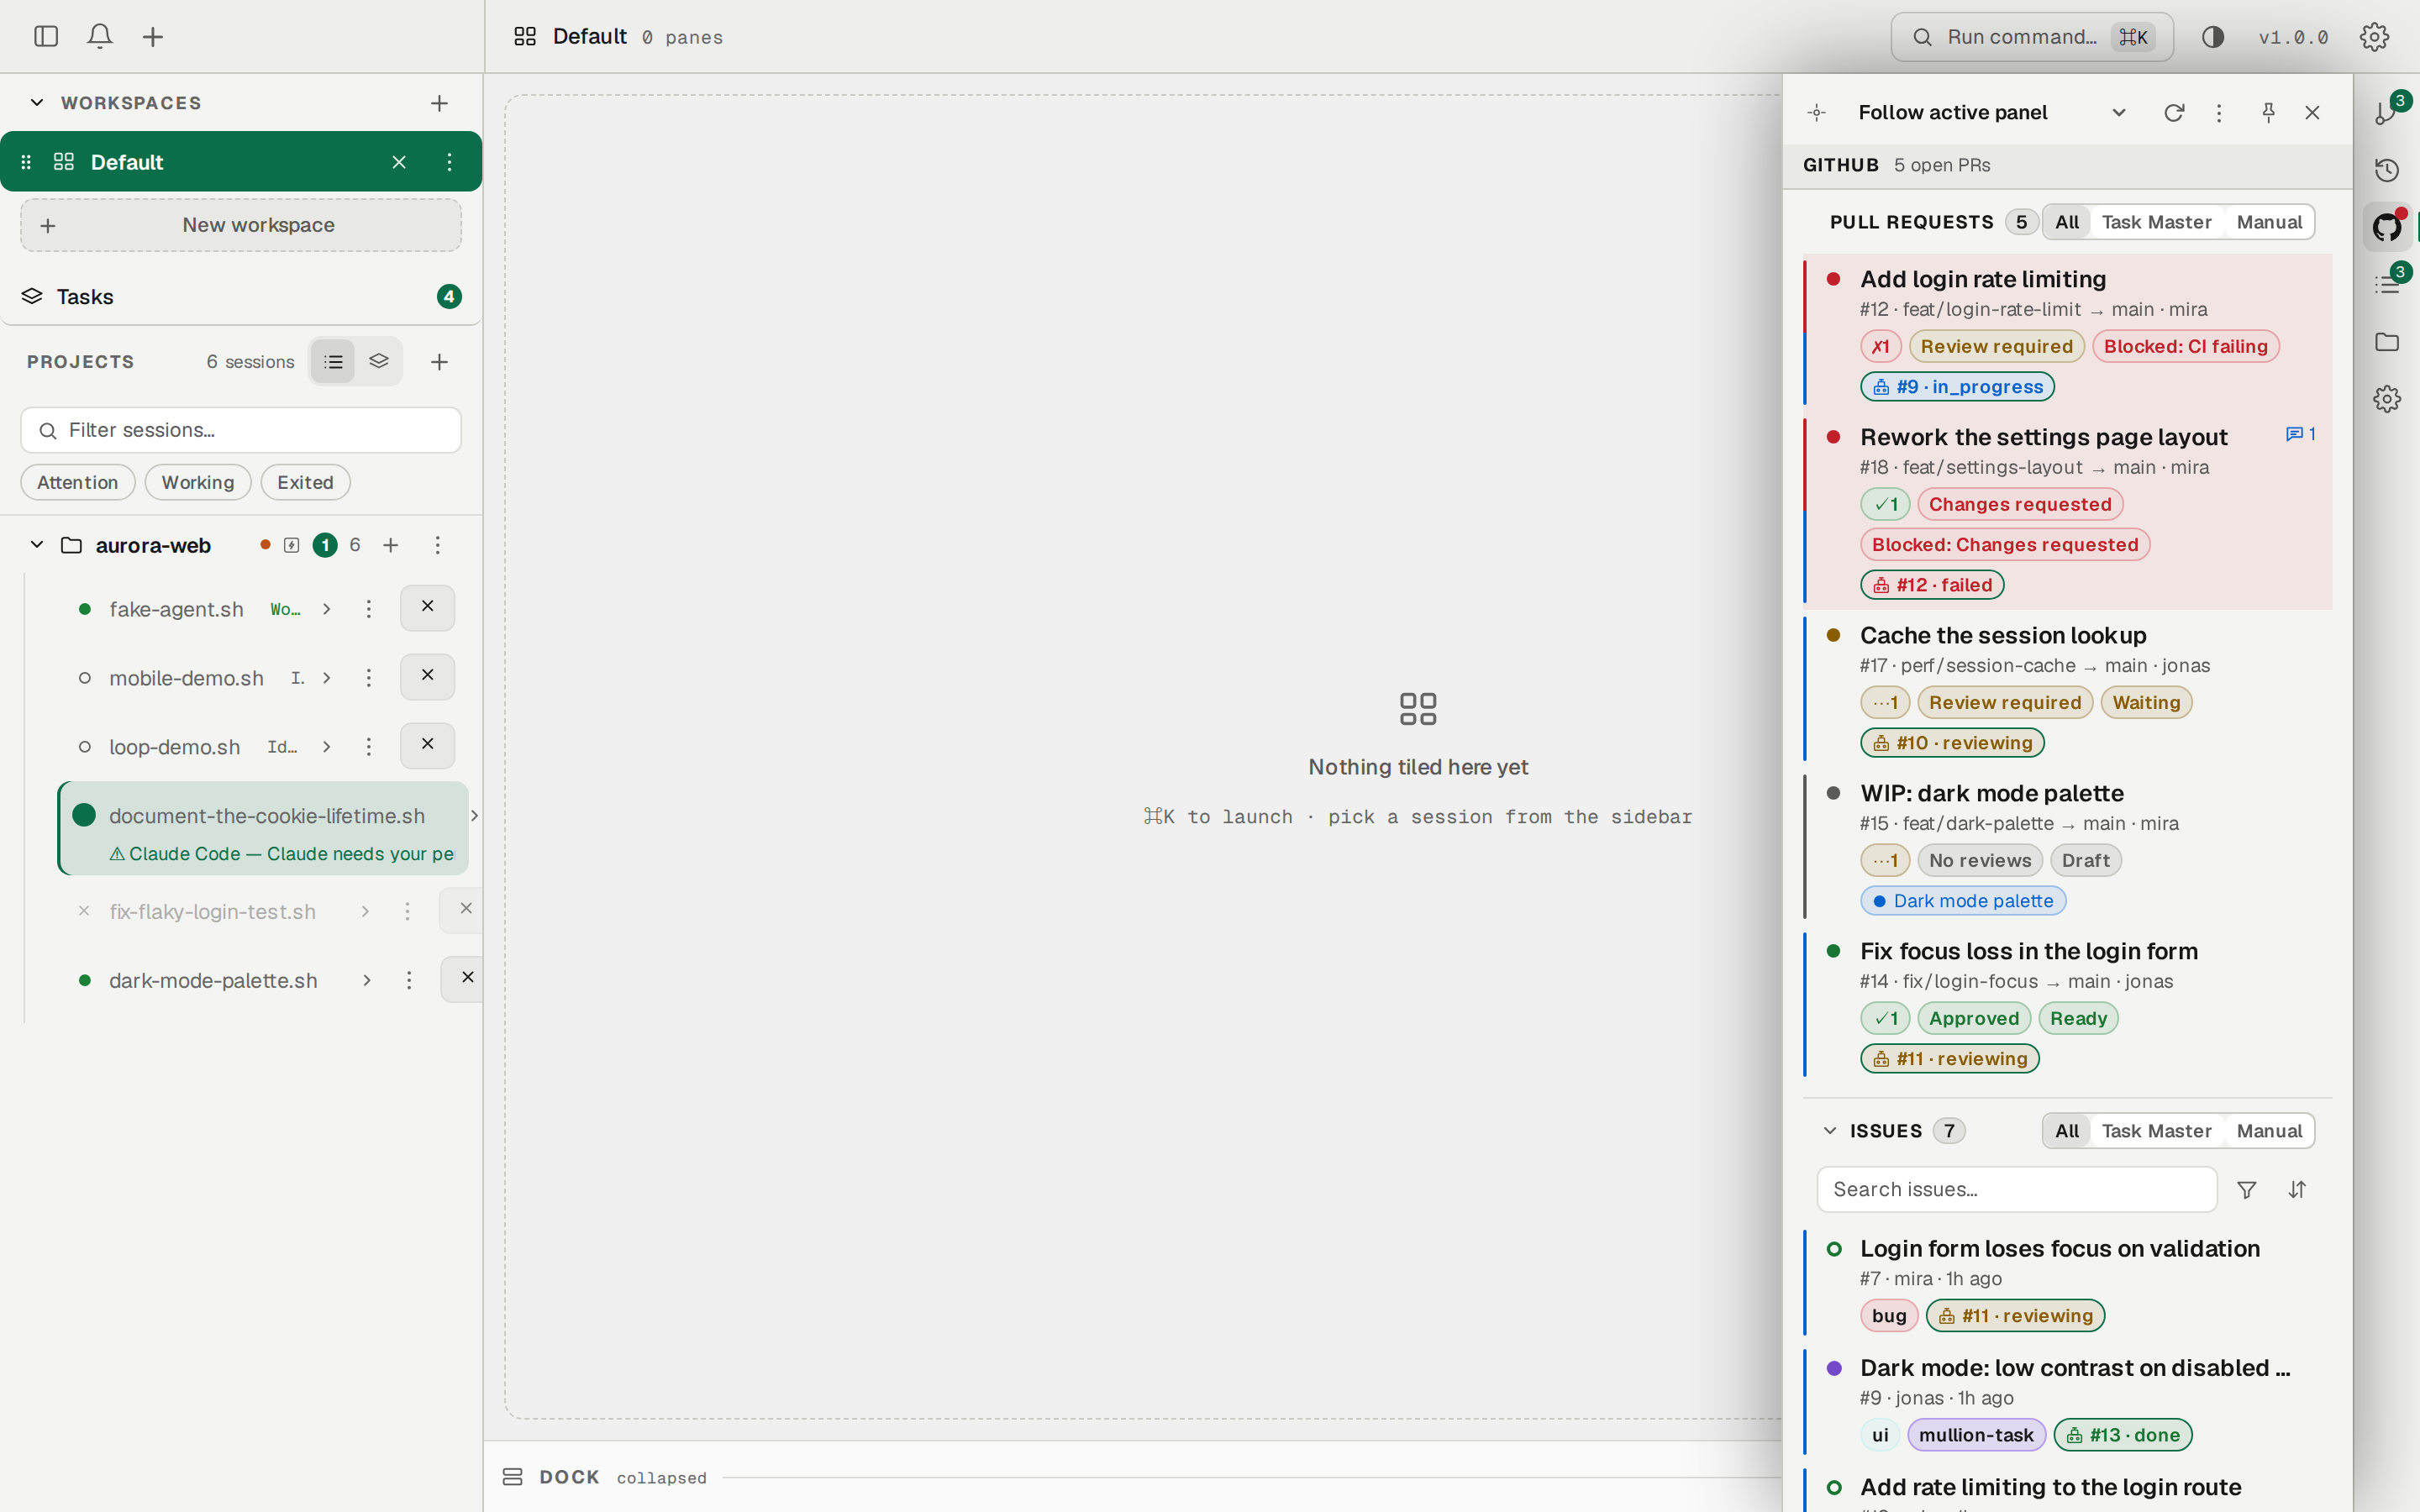 Default 0 panes
Run command... ⌘K
v1.0.0
WORKSPACES
Default
New workspace
Tasks 4
PROJECTS 6 sessions
Filter sessions...
Attention Working Exited
aurora-web 1 6
fake-agent.sh Wo...
mobile-demo.sh I.
loop-demo.sh Id...
document-the-cookie-lifetime.sh
⚠ Claude Code — Claude needs your pe
fix-flaky-login-test.sh
dark-mode-palette.sh
Nothing tiled here yet
⌘K to launch · pick a session from the sidebar
DOCK collapsed
Follow active panel
GITHUB 5 open PRs
PULL REQUESTS 5 All Task Master Manual
Add login rate limiting
#12 · feat/login-rate-limit → main · mira
✗1 Review required Blocked: CI failing
#9 · in_progress
Rework the settings page layout 1
#18 · feat/settings-layout → main · mira
✓1 Changes requested
Blocked: Changes requested
#12 · failed
Cache the session lookup
#17 · perf/session-cache → main · jonas
···1 Review required Waiting
#10 · reviewing
WIP: dark mode palette
#15 · feat/dark-palette → main · mira
···1 No reviews Draft
Dark mode palette
Fix focus loss in the login form
#14 · fix/login-focus → main · jonas
✓1 Approved Ready
#11 · reviewing
ISSUES 7 All Task Master Manual
Search issues...
Login form loses focus on validation
#7 · mira · 1h ago
bug #11 · reviewing
Dark mode: low contrast on disabled ...
#9 · jonas · 1h ago
ui mullion-task #13 · done
Add rate limiting to the login route
3
3